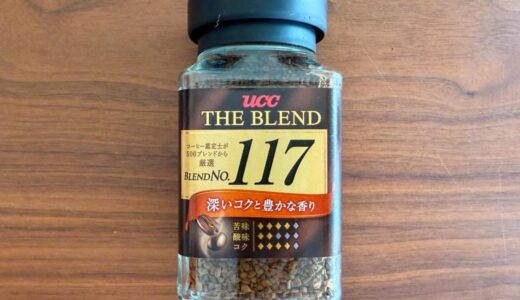 UCC
THE BLEND
コーヒー鑑定士が
500ブレンドから
厳選
BLEND NO. 117
深いコクと豊かな香り
苦味
酸味
コク